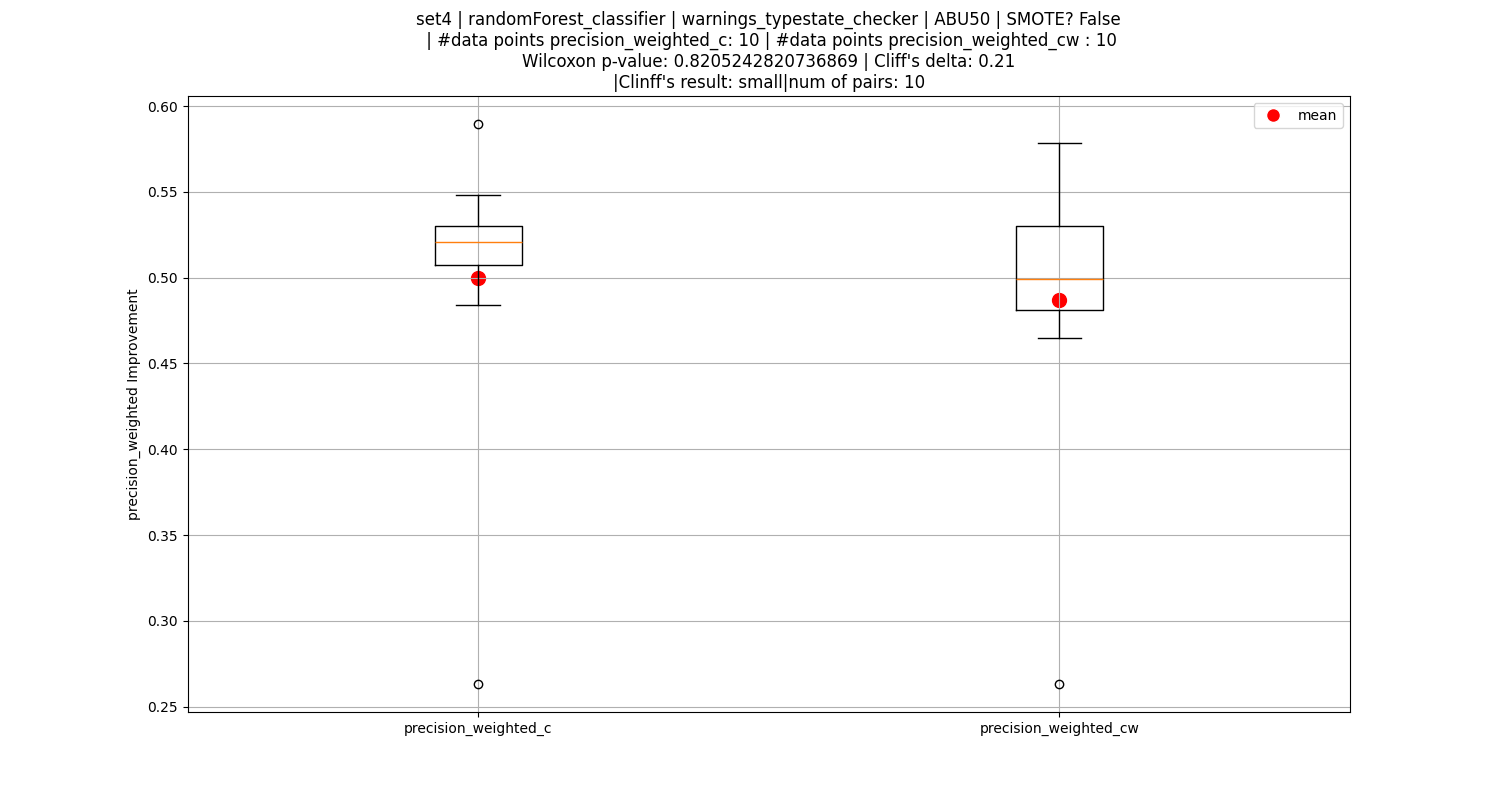 set4 | randomForest_classifier | warnings_typestate_checker | ABU50 | SMOTE? False
| #data points precision_weighted_c: 10 | #data points precision_weighted_cw : 10
Wilcoxon p-value: 0.8205242820736869 | Cliff's delta: 0.21
|Clinff's result: small|num of pairs: 10
mean
0.60
0.55
0.50
0.45
0.40
0.35
0.30
0.25
precision_weighted Improvement
precision_weighted_c
precision_weighted_cw